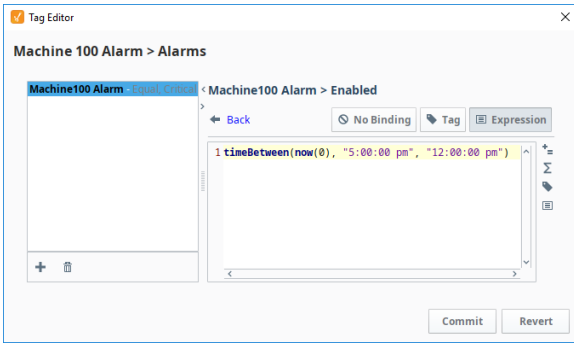 Tag Editor
Machine 100 Alarm > Alarms
Machine100 Alarm - Equal, Critical
Machine100 Alarm > Enabled
Back
No Binding
Tag
Expression
1 timeBetween(now(0), "5:00:00 pm", "12:00:00 pm")
Commit
Revert